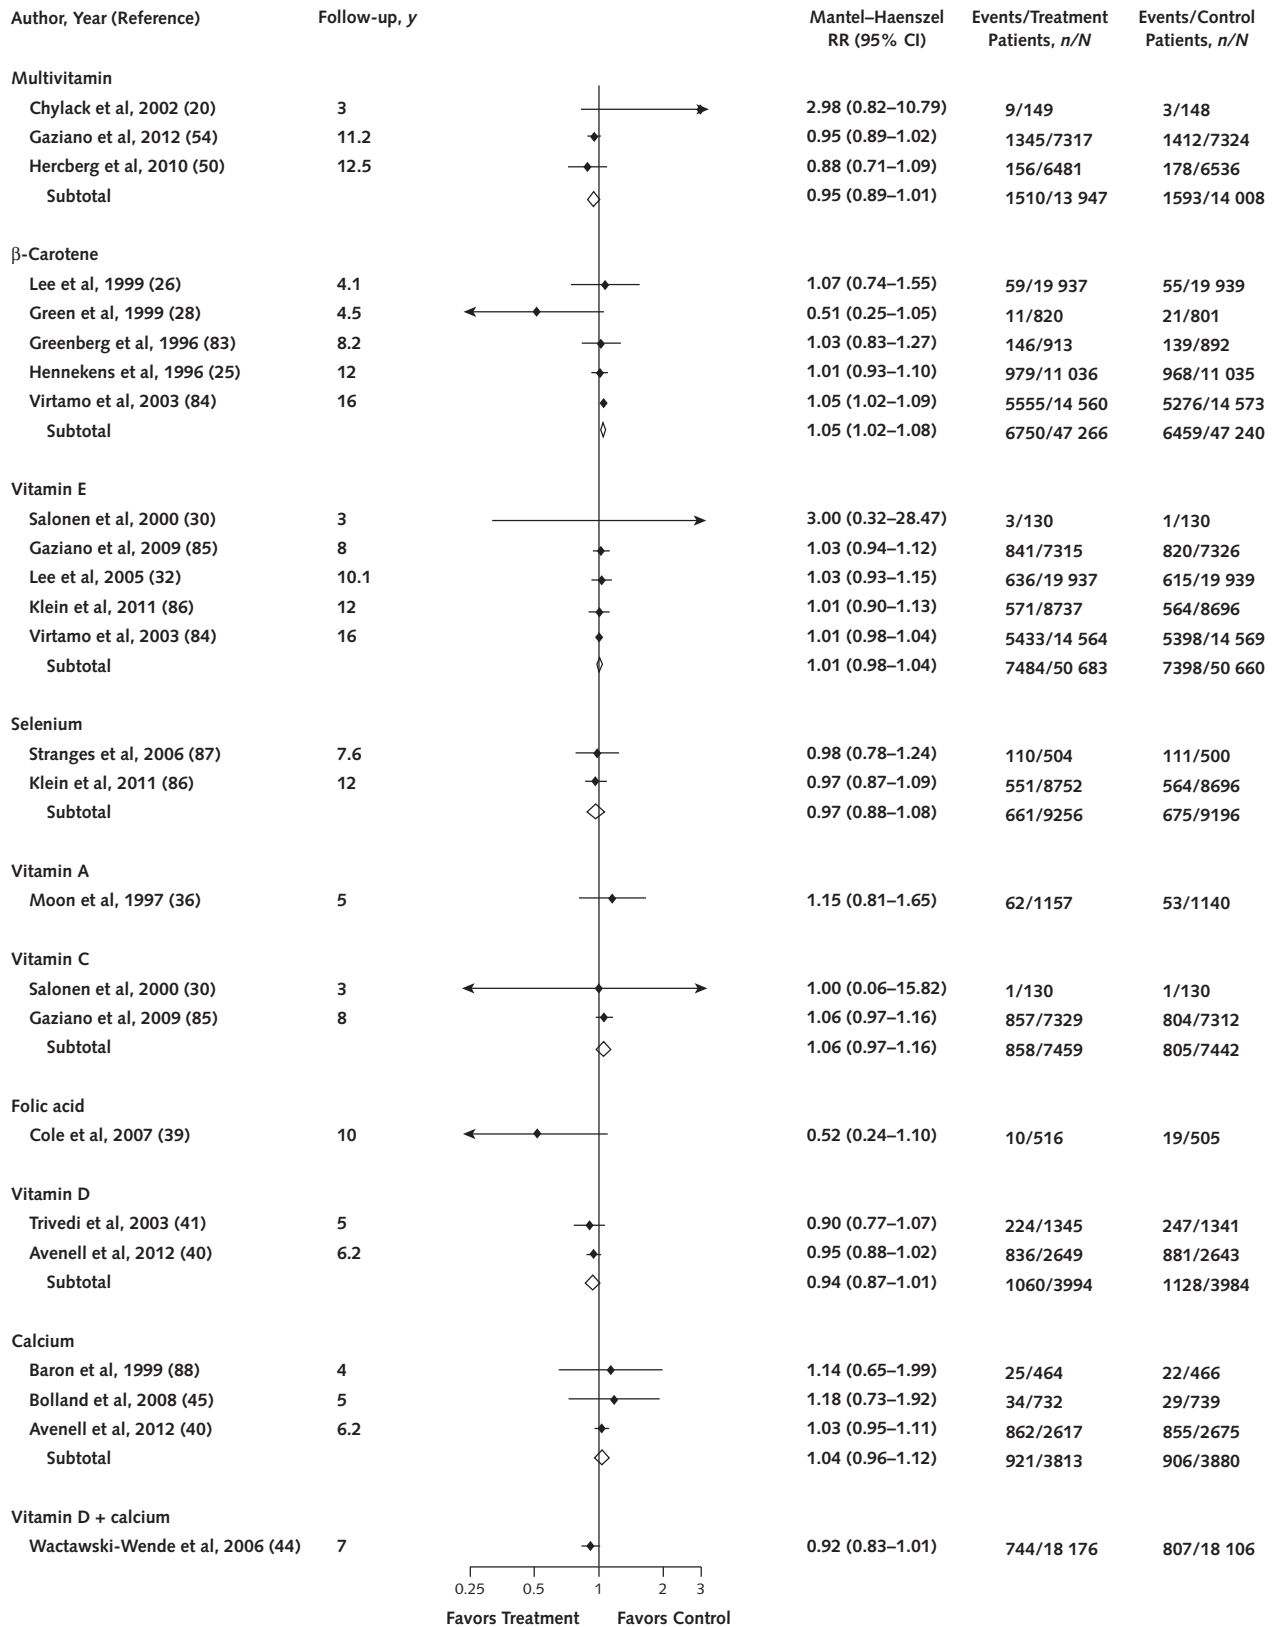 Author, Year (Reference) Follow-up, y Mantel–Haenszel Events/Treatment Events/Control
RR (95% CI) Patients, n/N Patients, n/N
Multivitamin
Chylack et al, 2002 (20) 3 2.98 (0.82–10.79) 9/149 3/148
Gaziano et al, 2012 (54) 11.2 0.95 (0.89–1.02) 1345/7317 1412/7324
Hercberg et al, 2010 (50) 12.5 0.88 (0.71–1.09) 156/6481 178/6536
Subtotal 0.95 (0.89–1.01) 1510/13 947 1593/14 008
β-Carotene
Lee et al, 1999 (26) 4.1 1.07 (0.74–1.55) 59/19 937 55/19 939
Green et al, 1999 (28) 4.5 0.51 (0.25–1.05) 11/820 21/801
Greenberg et al, 1996 (83) 8.2 1.03 (0.83–1.27) 146/913 139/892
Hennekens et al, 1996 (25) 12 1.01 (0.93–1.10) 979/11 036 968/11 035
Virtamo et al, 2003 (84) 16 1.05 (1.02–1.09) 5555/14 560 5276/14 573
Subtotal 1.05 (1.02–1.08) 6750/47 266 6459/47 240
Vitamin E
Salonen et al, 2000 (30) 3 3.00 (0.32–28.47) 3/130 1/130
Gaziano et al, 2009 (85) 8 1.03 (0.94–1.12) 841/7315 820/7326
Lee et al, 2005 (32) 10.1 1.03 (0.93–1.15) 636/19 937 615/19 939
Klein et al, 2011 (86) 12 1.01 (0.90–1.13) 571/8737 564/8696
Virtamo et al, 2003 (84) 16 1.01 (0.98–1.04) 5433/14 564 5398/14 569
Subtotal 1.01 (0.98–1.04) 7484/50 683 7398/50 660
Selenium
Stranges et al, 2006 (87) 7.6 0.98 (0.78–1.24) 110/504 111/500
Klein et al, 2011 (86) 12 0.97 (0.87–1.09) 551/8752 564/8696
Subtotal 0.97 (0.88–1.08) 661/9256 675/9196
Vitamin A
Moon et al, 1997 (36) 5 1.15 (0.81–1.65) 62/1157 53/1140
Vitamin C
Salonen et al, 2000 (30) 3 1.00 (0.06–15.82) 1/130 1/130
Gaziano et al, 2009 (85) 8 1.06 (0.97–1.16) 857/7329 804/7312
Subtotal 1.06 (0.97–1.16) 858/7459 805/7442
Folic acid
Cole et al, 2007 (39) 10 0.52 (0.24–1.10) 10/516 19/505
Vitamin D
Trivedi et al, 2003 (41) 5 0.90 (0.77–1.07) 224/1345 247/1341
Avenell et al, 2012 (40) 6.2 0.95 (0.88–1.02) 836/2649 881/2643
Subtotal 0.94 (0.87–1.01) 1060/3994 1128/3984
Calcium
Baron et al, 1999 (88) 4 1.14 (0.65–1.99) 25/464 22/466
Bolland et al, 2008 (45) 5 1.18 (0.73–1.92) 34/732 29/739
Avenell et al, 2012 (40) 6.2 1.03 (0.95–1.11) 862/2617 855/2675
Subtotal 1.04 (0.96–1.12) 921/3813 906/3880
Vitamin D + calcium
Wactawski-Wende et al, 2006 (44) 7 0.92 (0.83–1.01) 744/18 176 807/18 106
0.25 0.5 1 2 3
Favors Treatment Favors Control